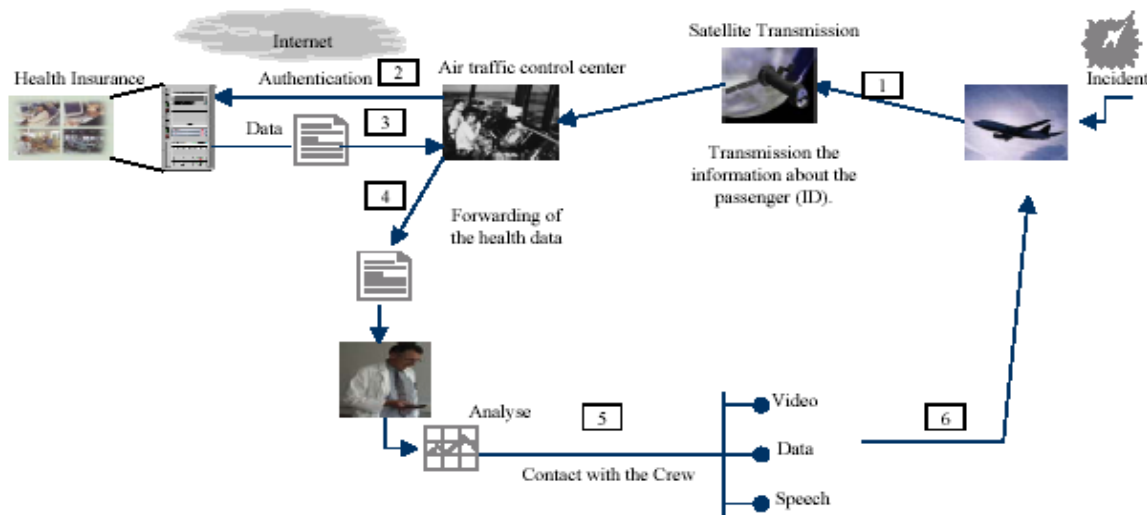 Internet
Satellite Transmission
Health Insurance
Authentication
2
Air traffic control center
1
Incident
Data
3
Transmission the
information about the
passenger (ID).
4
Forwarding of
the health data
Analyse
5
Video
6
Data
Contact with the Crew
Speech